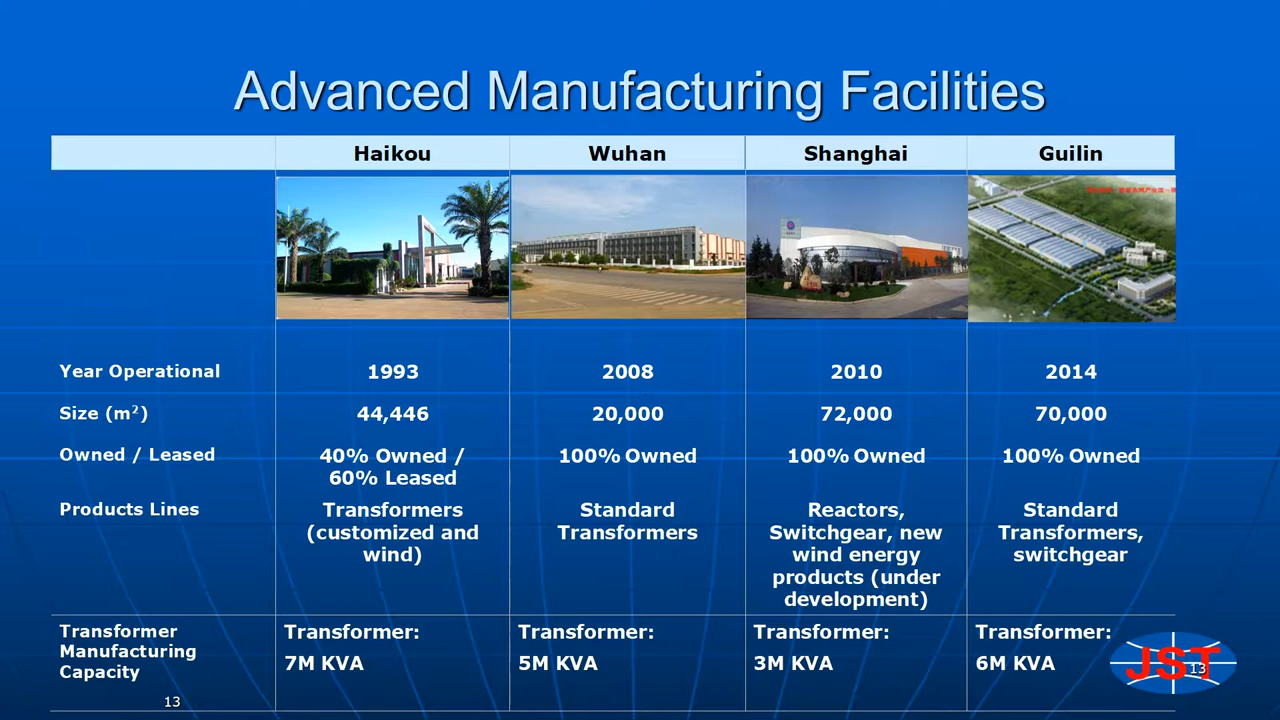 Advanced Manufacturing Facilities
Haikou Wuhan Shanghai Guilin
Year Operational 1993 2008 2010 2014
Size (m²) 44,446 20,000 72,000 70,000
Owned / Leased 40% Owned / 100% Owned 100% Owned 100% Owned
60% Leased
Products Lines Transformers Standard Reactors, Standard
(customized and Transformers Switchgear, new Transformers,
wind) wind energy switchgear
products (under
development)
Transformer Transformer: Transformer: Transformer: Transformer:
Manufacturing 7M KVA 5M KVA 3M KVA 6M KVA
Capacity
JST
13
13